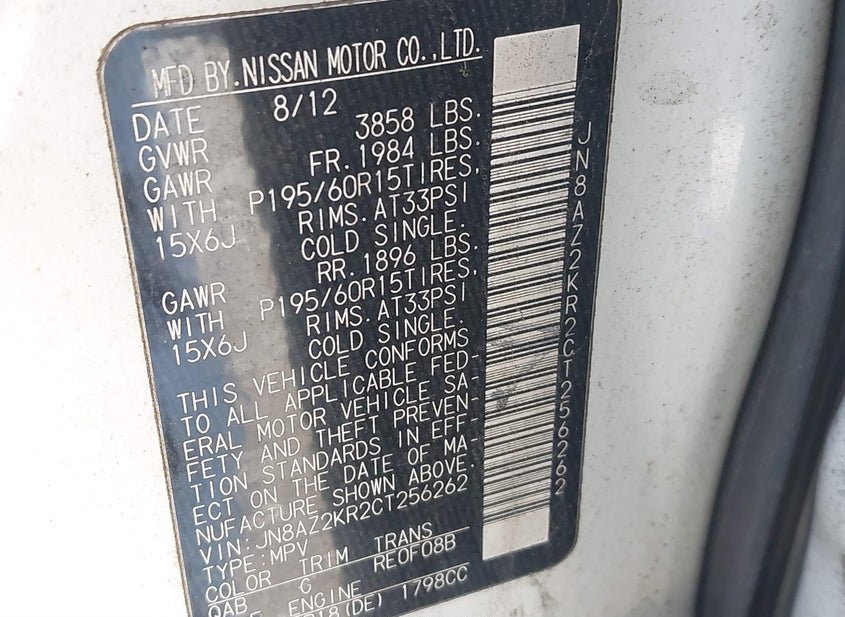 MFD BY.NISSAN MOTOR CO.,LTD.
DATE 8/12
GVWR 3858 LBS.
GAWR FR.1984 LBS.
WITH P195/60R15TIRES,
15X6J RIMS.AT33PSI
COLD SINGLE.
GAWR RR.1896 LBS.
WITH P195/60R15TIRES,
15X6J RIMS.AT33PSI
COLD SINGLE.
THIS VEHICLE CONFORMS
TO ALL APPLICABLE FED-
ERAL MOTOR VEHICLE SA-
FETY AND THEFT PREVEN-
TION STANDARDS IN EFF-
ECT ON THE DATE OF MA
NUFACTURE SHOWN ABOVE.
VIN:JN8AZ2KR2CT256262
TYPE:MPV
COLOR TRIM TRANS
QAB G RE0F08B
ENGINE
(DE) 1798CC
JN8AZ2KR2CT256262